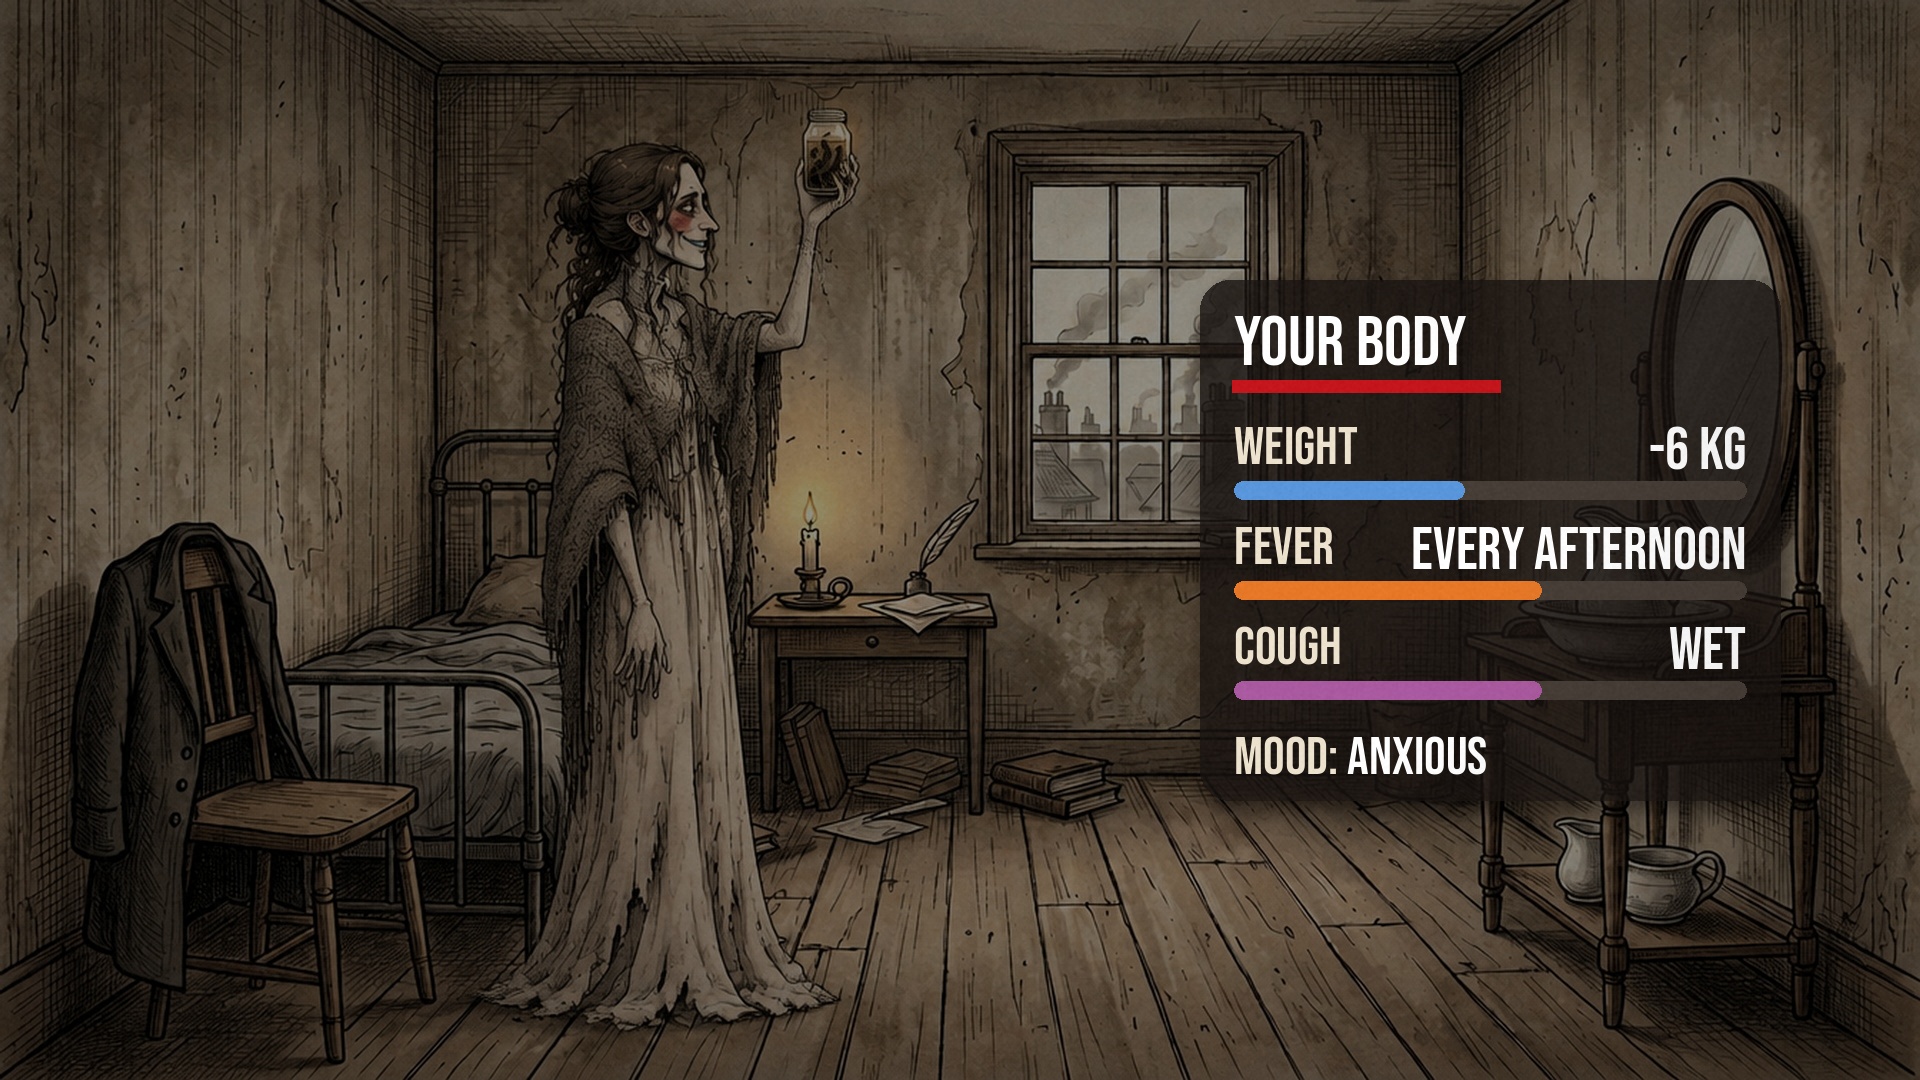 YOUR BODY
WEIGHT -6 KG
FEVER EVERY AFTERNOON
COUGH WET
MOOD: ANXIOUS